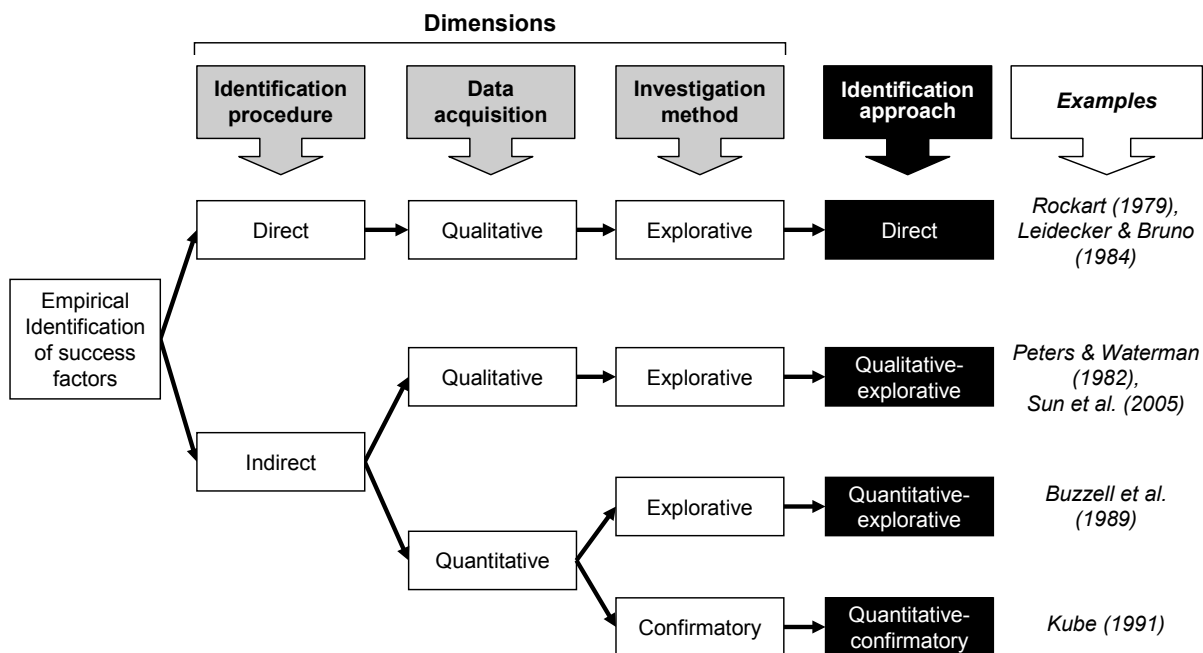 Dimensions
Identification
procedure
Data
acquisition
Investigation
method
Identification
approach
Examples
Direct
Qualitative
Explorative
Direct
Rockart (1979),
Leidecker & Bruno
(1984)
Empirical
Identification
of success
factors
Qualitative
Explorative
Qualitative-
explorative
Peters & Waterman
(1982),
Sun et al. (2005)
Indirect
Explorative
Quantitative-
explorative
Buzzell et al.
(1989)
Quantitative
Confirmatory
Quantitative-
confirmatory
Kube (1991)